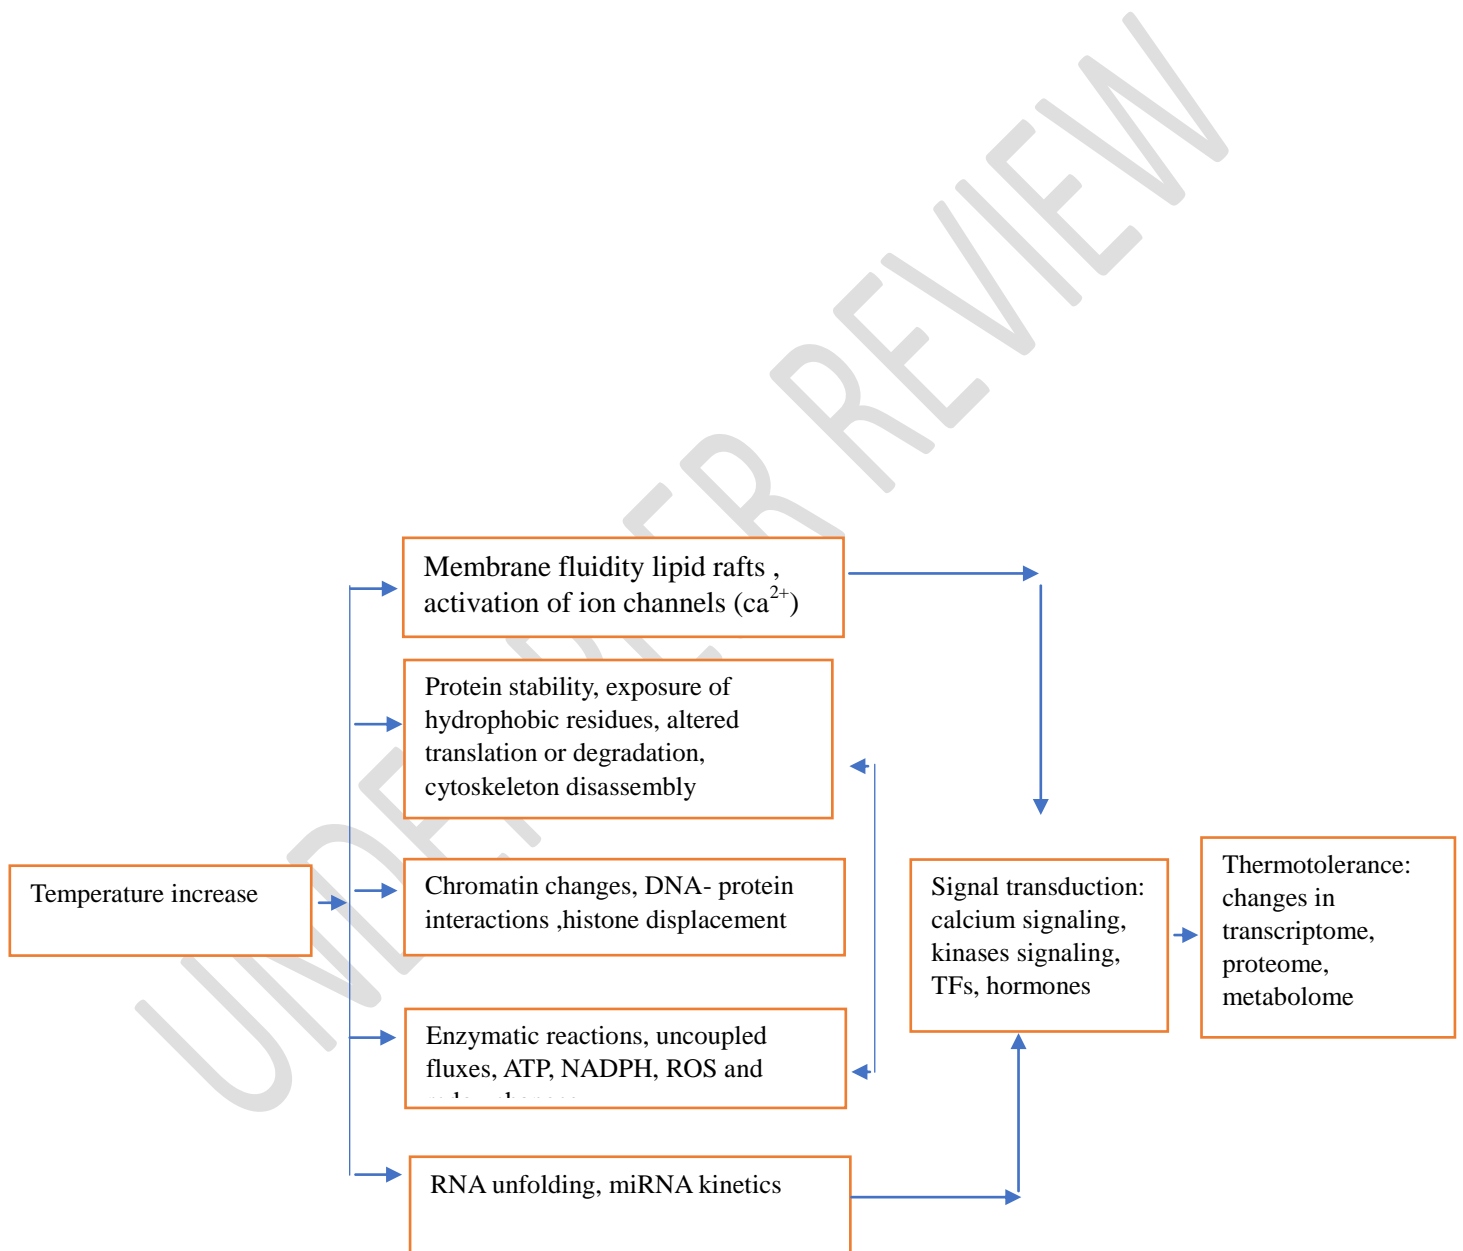 UNDER PEER REVIEW
Membrane fluidity lipid rafts ,
activation of ion channels (ca²⁺)
Protein stability, exposure of
hydrophobic residues, altered
translation or degradation,
cytoskeleton disassembly
Temperature increase
Chromatin changes, DNA- protein
interactions ,histone displacement
Signal transduction:
calcium signaling,
kinases signaling,
TFs, hormones
Thermotolerance:
changes in
transcriptome,
proteome,
metabolome
Enzymatic reactions, uncoupled
fluxes, ATP, NADPH, ROS and
RNA unfolding, miRNA kinetics